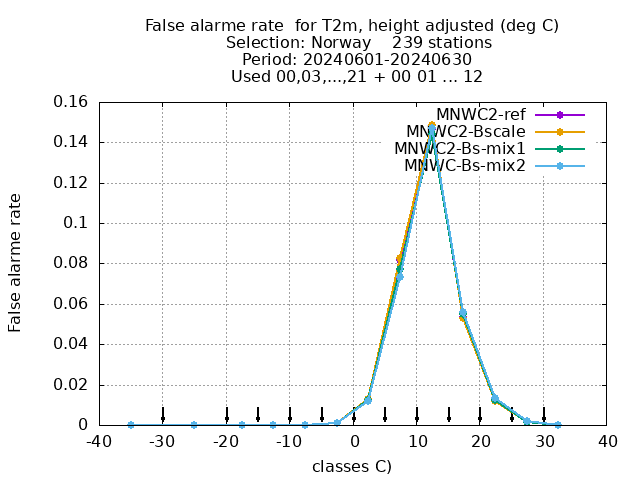 False alarme rate  for T2m, height adjusted (deg C)
Selection: Norway    239 stations
Period: 20240601-20240630
Used 00,03,...,21 + 00 01 ... 12
MNWC2-ref
MNWC2-Bscale
MNWC2-Bs-mix1
MNWC-Bs-mix2
False alarme rate
0.16
0.14
0.12
0.1
0.08
0.06
0.04
0.02
0
-40 -30 -20 -10 0 10 20 30 40
classes C)